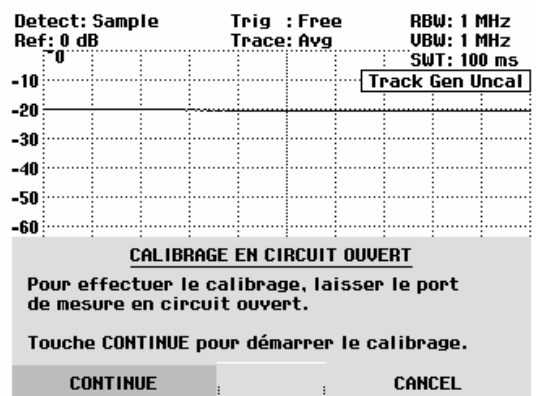 Detect: Sample Trig : Free RBW: 1 MHz
Ref: 0 dB Trace: Avg VBW: 1 MHz
0 SWT: 100 ms
-10 Track Gen Uncal
-20
-30
-40
-50
-60
CALIBRAGE EN CIRCUIT OUVERT
Pour effectuer le calibrage, laisser le port
de mesure en circuit ouvert.
Touche CONTINUE pour démarrer le calibrage.
CONTINUE CANCEL